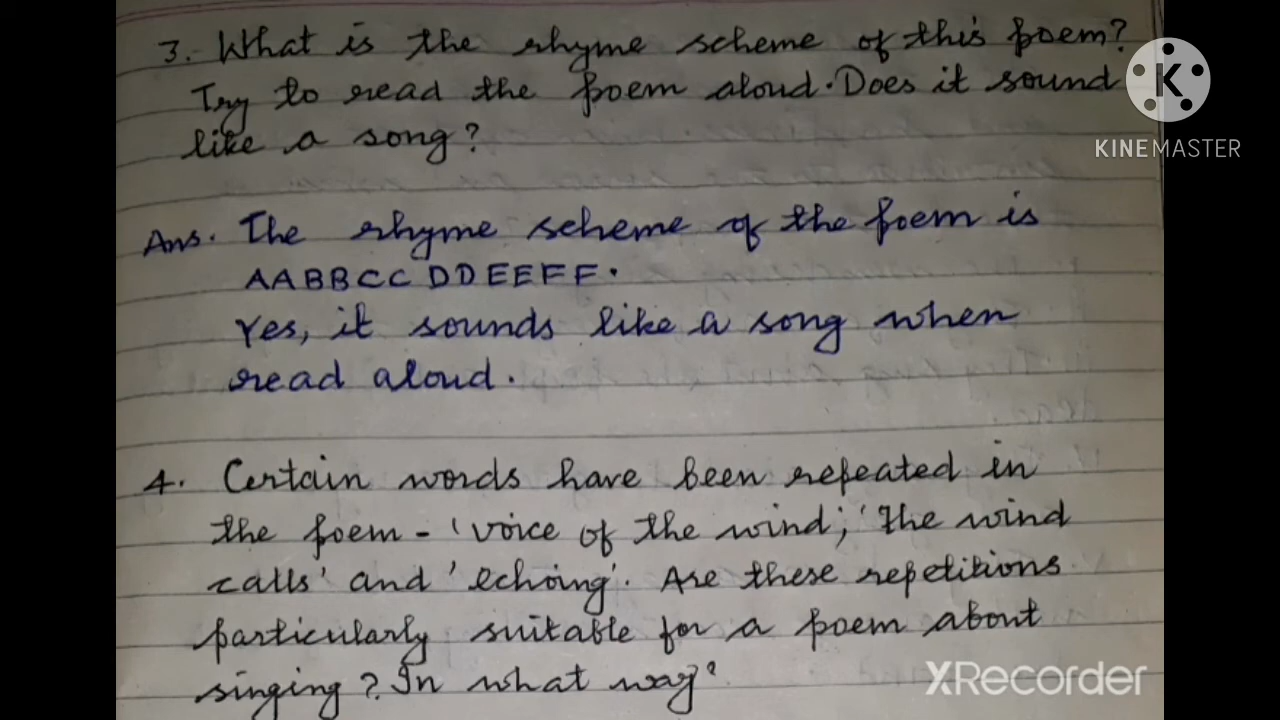 3. What is the rhyme scheme of this poem?
Try to read the poem aloud. Does it sound
like a song?
K
KINEMASTER
Ans. The rhyme scheme of the poem is
AABBCC DDEEFF.
Yes, it sounds like a song when
read aloud.
4. Certain words have been repeated in
the poem - 'voice of the wind', 'the wind
calls' and 'echoing'. Are these repetitions
particularly suitable for a poem about
singing? In what way?
XRecorder